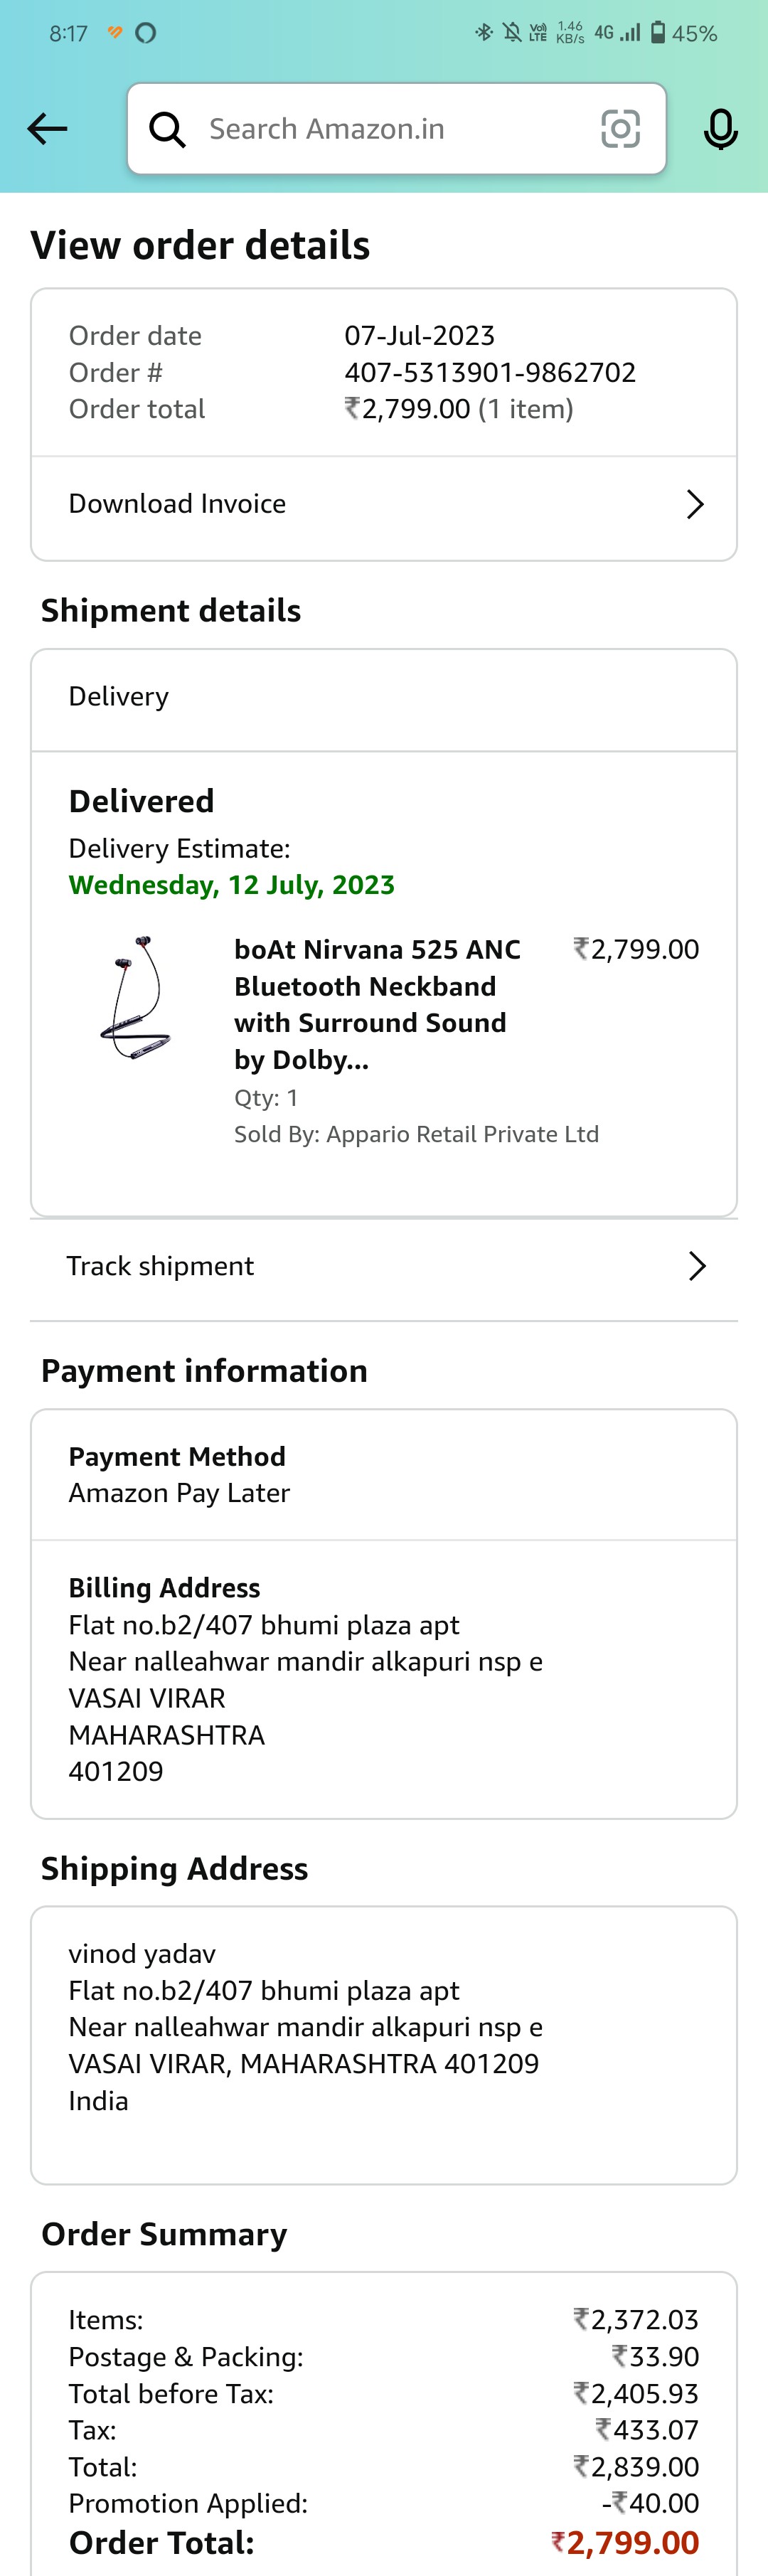 8:17
Vo)) LTE 1.46 KB/s 4G 45%
Search Amazon.in
View order details
Order date 07-Jul-2023
Order # 407-5313901-9862702
Order total ₹2,799.00 (1 item)
Download Invoice
Shipment details
Delivery
Delivered
Delivery Estimate:
Wednesday, 12 July, 2023
boAt Nirvana 525 ANC ₹2,799.00
Bluetooth Neckband
with Surround Sound
by Dolby...
Qty: 1
Sold By: Appario Retail Private Ltd
Track shipment
Payment information
Payment Method
Amazon Pay Later
Billing Address
Flat no.b2/407 bhumi plaza apt
Near nalleahwar mandir alkapuri nsp e
VASAI VIRAR
MAHARASHTRA
401209
Shipping Address
vinod yadav
Flat no.b2/407 bhumi plaza apt
Near nalleahwar mandir alkapuri nsp e
VASAI VIRAR, MAHARASHTRA 401209
India
Order Summary
Items: ₹2,372.03
Postage & Packing: ₹33.90
Total before Tax: ₹2,405.93
Tax: ₹433.07
Total: ₹2,839.00
Promotion Applied: -₹40.00
Order Total: ₹2,799.00